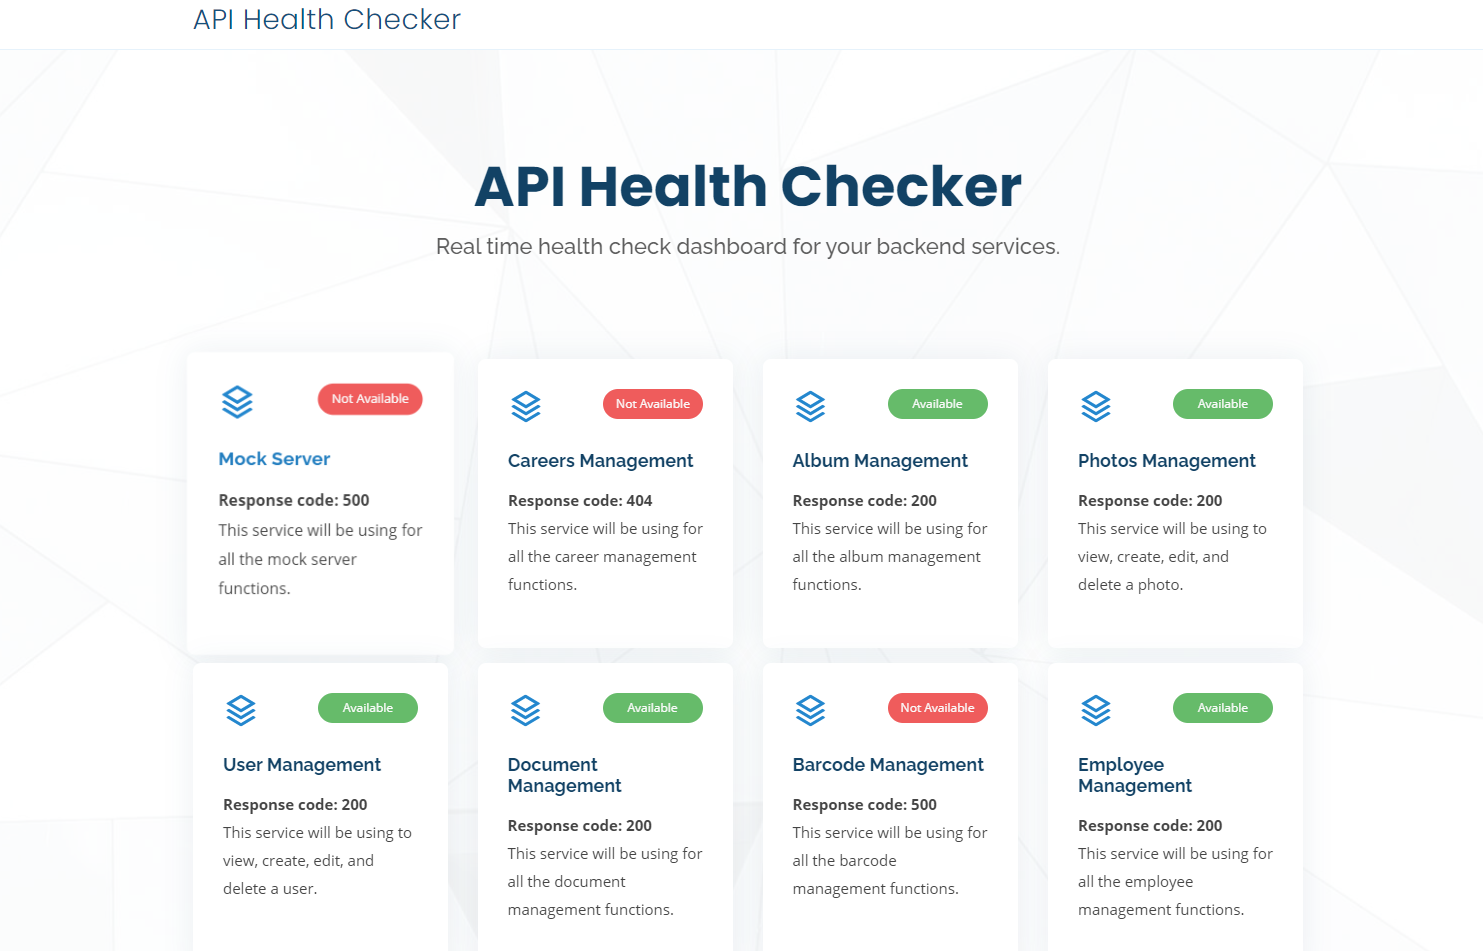 API Health Checker
API Health Checker
Real time health check dashboard for your backend services.
Not Available
Mock Server
Response code: 500
This service will be using for
all the mock server
functions.
Not Available
Careers Management
Response code: 404
This service will be using for
all the career management
functions.
Available
Album Management
Response code: 200
This service will be using for
all the album management
functions.
Available
Photos Management
Response code: 200
This service will be using to
view, create, edit, and
delete a photo.
Available
User Management
Response code: 200
This service will be using to
view, create, edit, and
delete a user.
Available
Document
Management
Response code: 200
This service will be using for
all the document
management functions.
Not Available
Barcode Management
Response code: 500
This service will be using for
all the barcode
management functions.
Available
Employee
Management
Response code: 200
This service will be using for
all the employee
management functions.